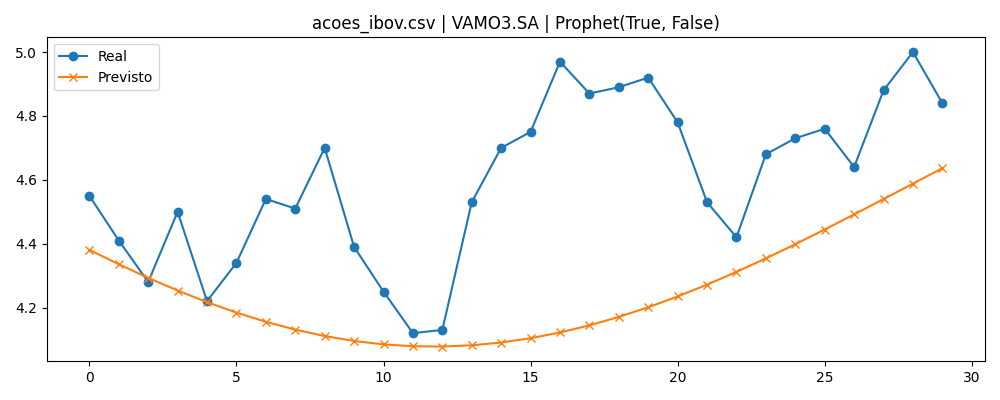 acoes_ibov.csv | VAMO3.SA | Prophet(True, False)
Real
Previsto
5.0
4.8
4.6
4.4
4.2
0 5 10 15 20 25 30